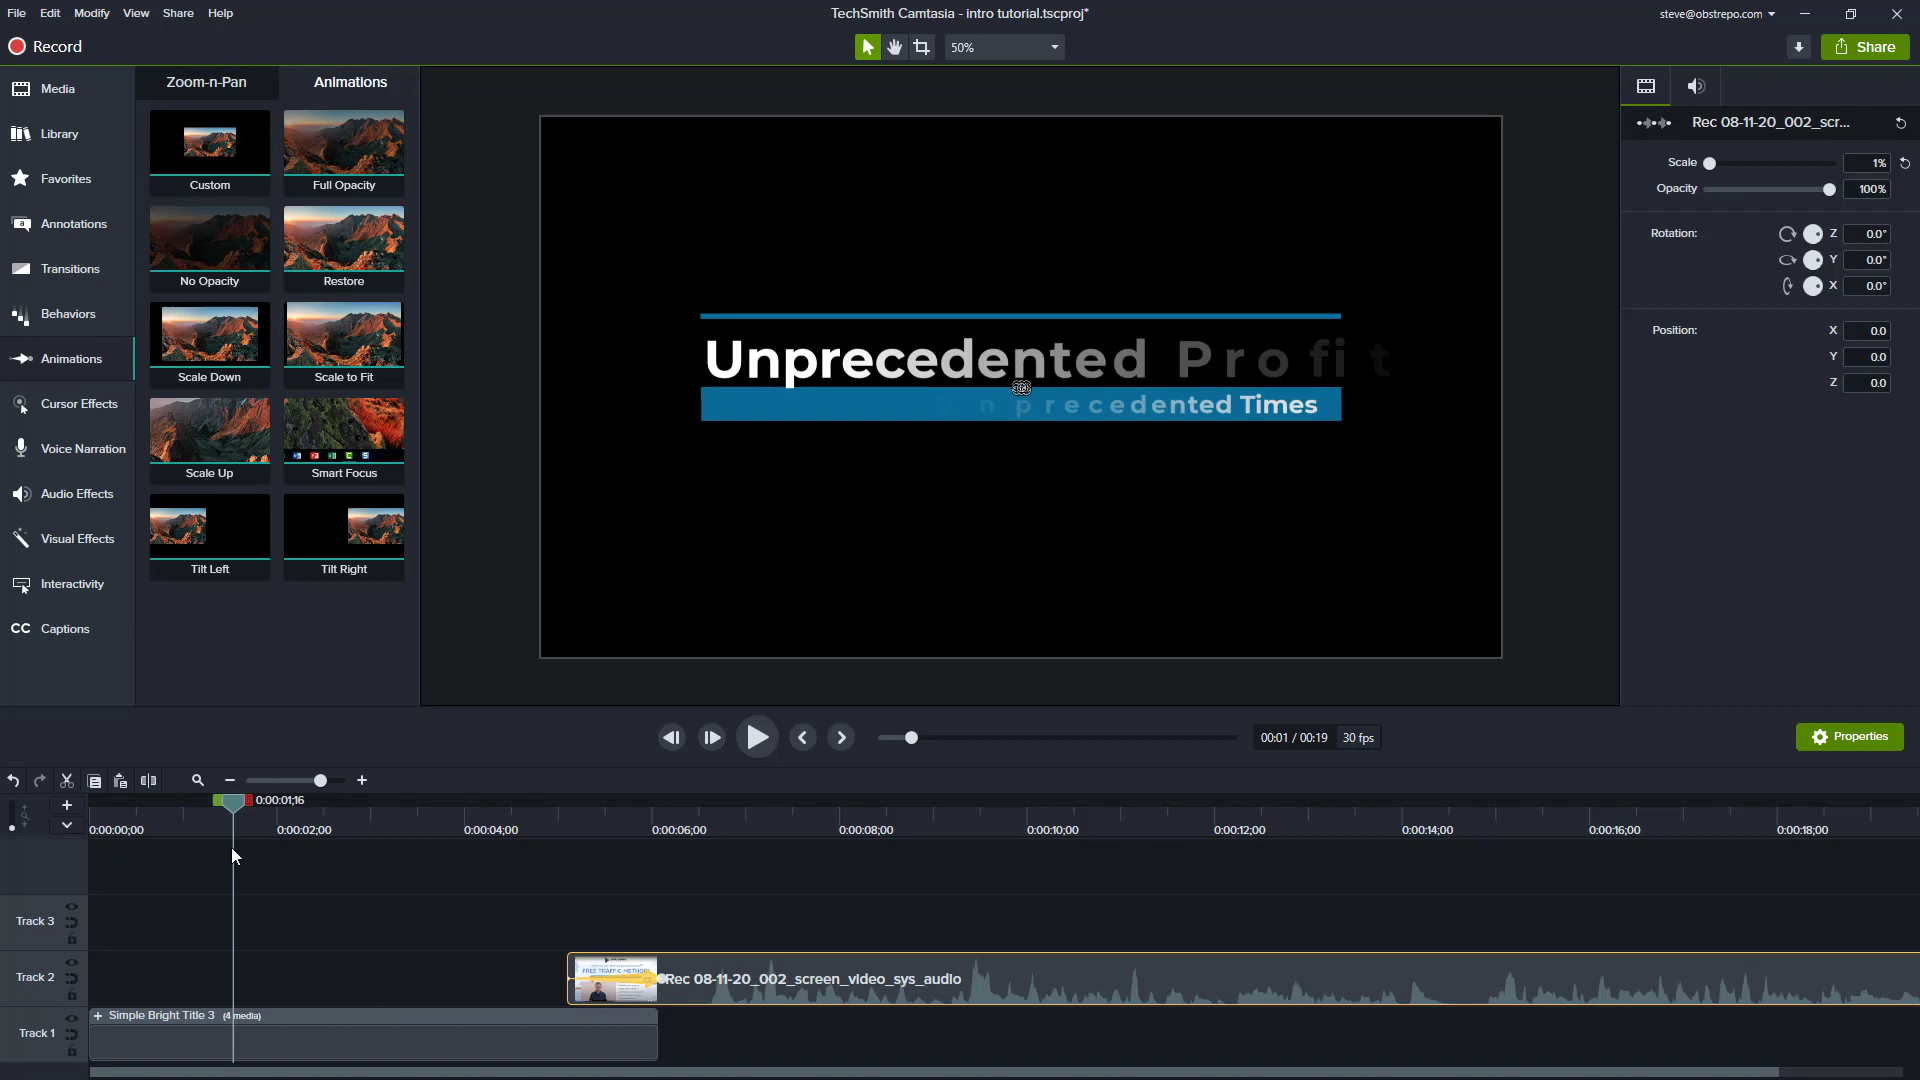 File Edit Modify View Share Help
TechSmith Camtasia - intro tutorial.tscproj*
steve@obstrepo.com
Record
50%
Share
Media
Library
Favorites
Annotations
Transitions
Behaviors
Animations
Cursor Effects
Voice Narration
Audio Effects
Visual Effects
Interactivity
CC Captions
Zoom-n-Pan Animations
Custom Full Opacity
No Opacity Restore
Scale Down Scale to Fit
Scale Up Smart Focus
Tilt Left Tilt Right
Unprecedented Profit
Unprecedented Times
Rec 08-11-20_002_scr...
Scale 1%
Opacity 100%
Rotation: Z 0.0°
Y 0.0°
X 0.0°
Position: X 0.0
Y 0.0
Z 0.0
00:01 / 00:19 30 fps
Properties
0:00:01;16
0:00:00;00 0:00:02;00 0:00:04;00 0:00:06;00 0:00:08;00 0:00:10;00 0:00:12;00 0:00:14;00 0:00:16;00 0:00:18;00
Track 3
Track 2
FREE TRAFFIC METHOD
Rec 08-11-20_002_screen_video_sys_audio
Track 1
+ Simple Bright Title 3 (4 media)